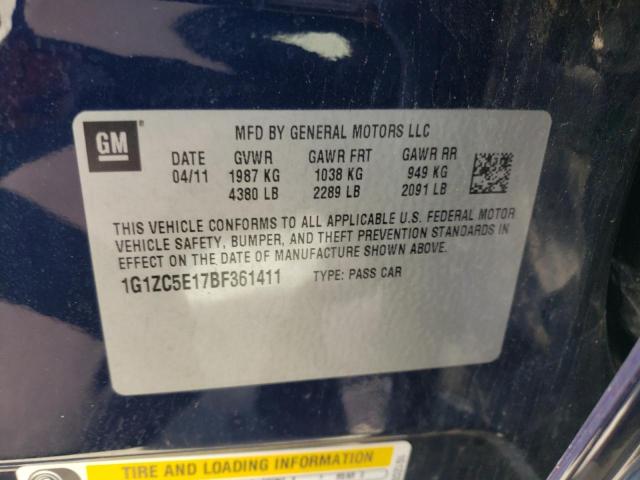 GM
MFD BY GENERAL MOTORS LLC
DATE GVWR GAWR FRT GAWR RR
04/11 1987 KG 1038 KG 949 KG
4380 LB 2289 LB 2091 LB
THIS VEHICLE CONFORMS TO ALL APPLICABLE U.S. FEDERAL MOTOR
VEHICLE SAFETY, BUMPER, AND THEFT PREVENTION STANDARDS IN
EFFECT ON THE DATE OF MANUFACTURE SHOWN ABOVE.
1G1ZC5E17BF361411 TYPE: PASS CAR
TIRE AND LOADING INFORMATION